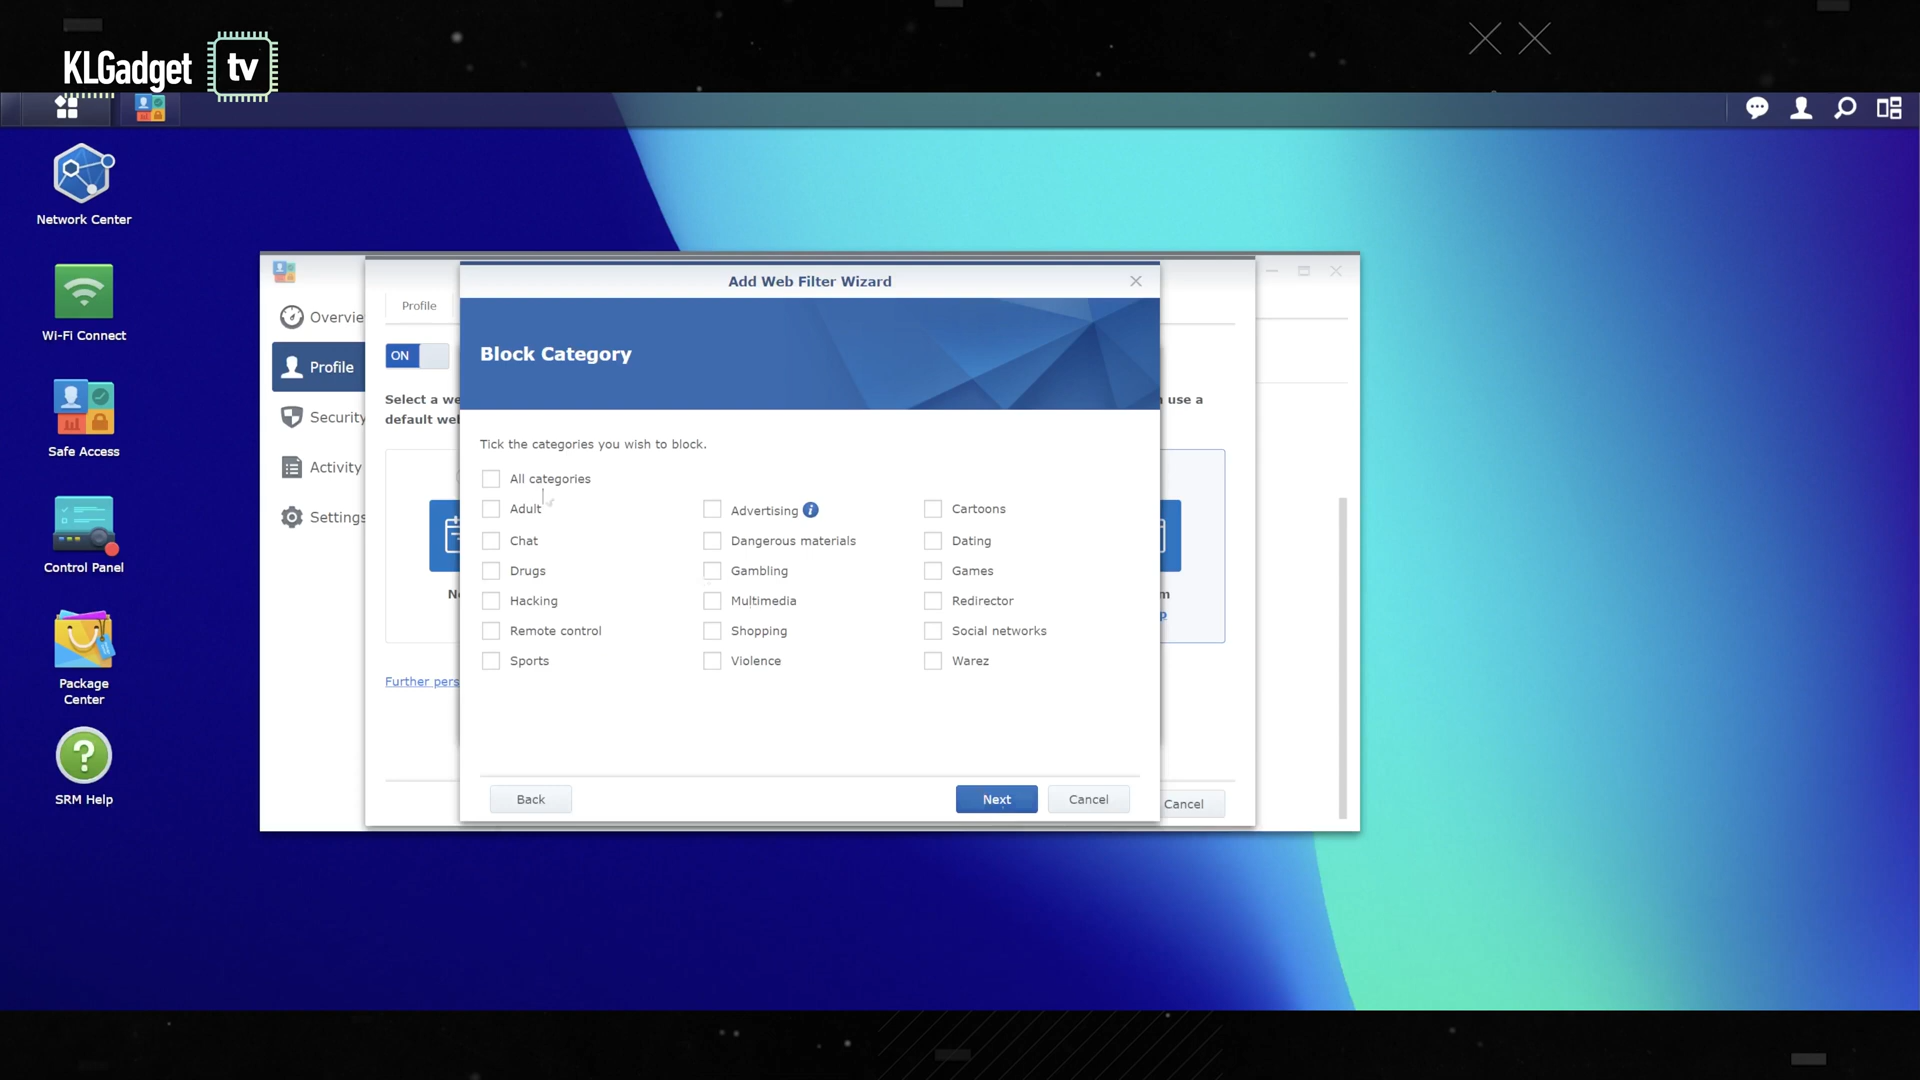 KLGadget tv
Network Center
Wi-Fi Connect
Safe Access
Control Panel
Package
Center
SRM Help
Overvie
Profile
Security
Activity
Settings
Profile
ON
Select a we
default we
use a
Further pers
Cancel
Add Web Filter Wizard
Block Category
Tick the categories you wish to block.
All categories
Adult
Advertising
Cartoons
Chat
Dangerous materials
Dating
Drugs
Gambling
Games
Hacking
Multimedia
Redirector
Remote control
Shopping
Social networks
Sports
Violence
Warez
Back
Next
Cancel